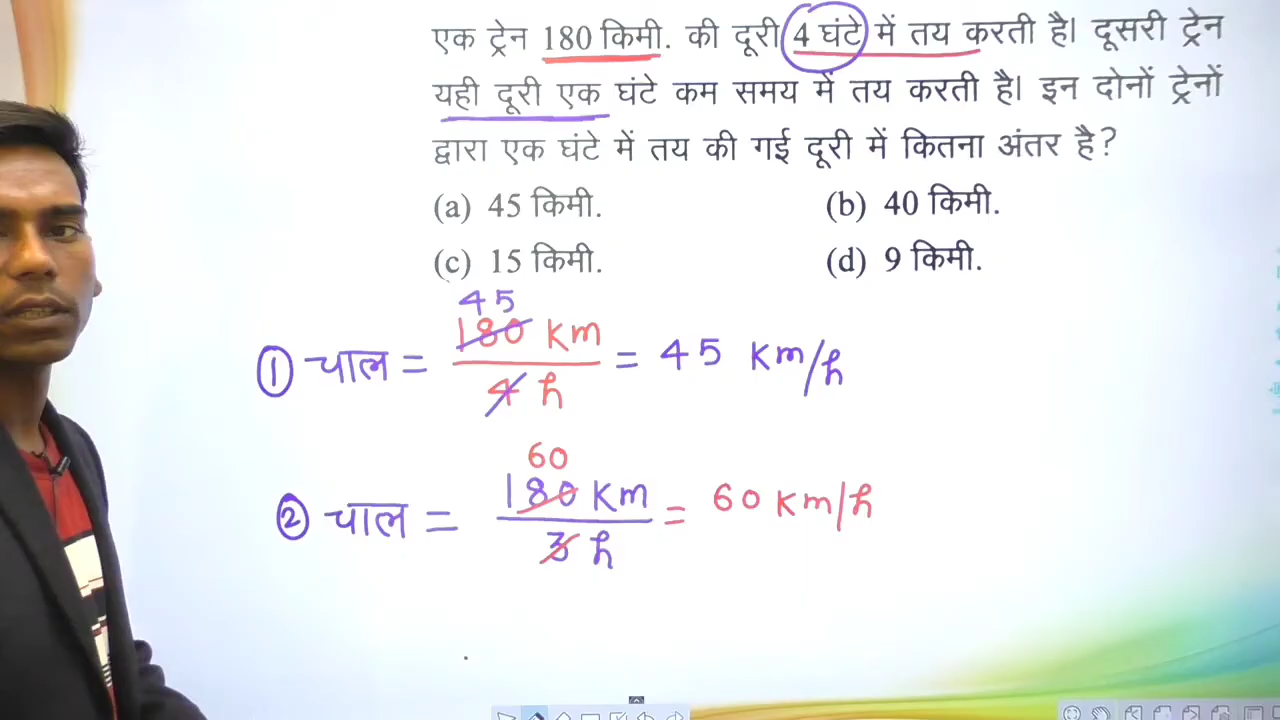 एक ट्रेन 180 किमी. की दूरी 4 घंटे में तय करती है। दूसरी ट्रेन
यही दूरी एक घंटे कम समय में तय करती है। इन दोनों ट्रेनों
द्वारा एक घंटे में तय की गई दूरी में कितना अंतर है?
(a) 45 किमी. (b) 40 किमी.
(c) 15 किमी. (d) 9 किमी.
45
① चाल = 180 km = 45 km/h
4 h
60
② चाल = 180 km = 60 km/h
3 h